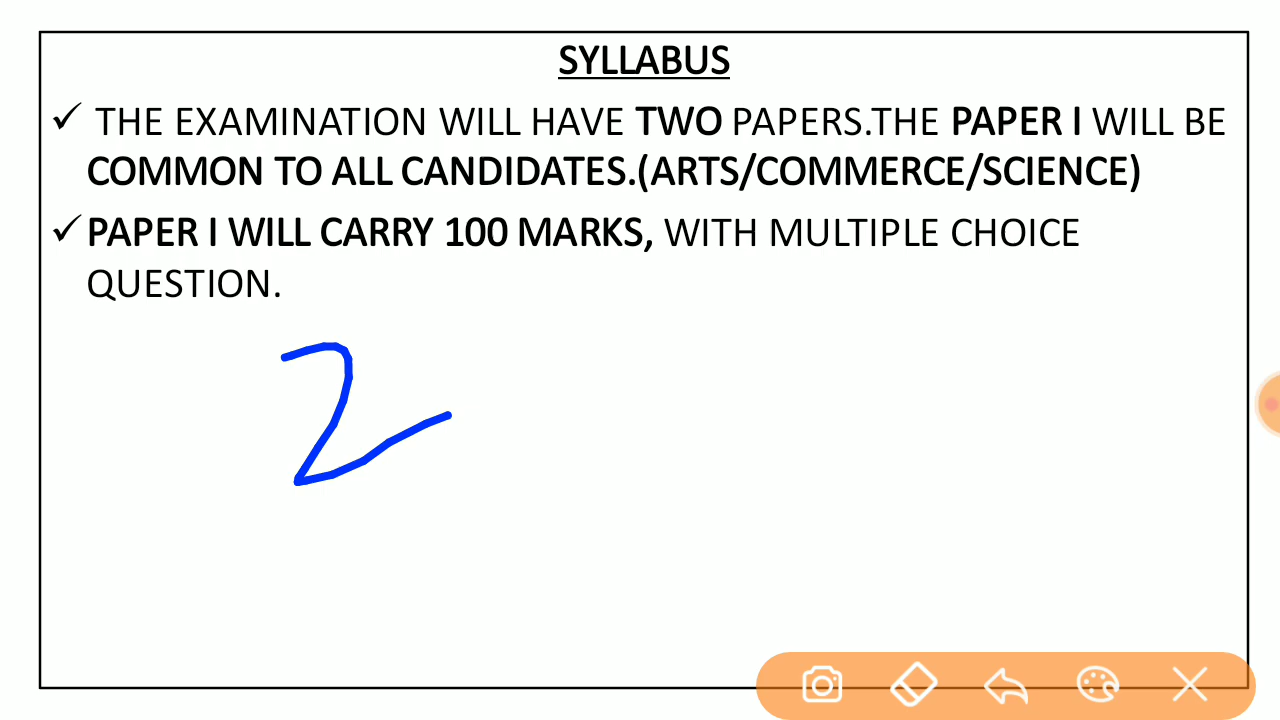 SYLLABUS
✓ THE EXAMINATION WILL HAVE TWO PAPERS.THE PAPER I WILL BE
COMMON TO ALL CANDIDATES.(ARTS/COMMERCE/SCIENCE)
✓ PAPER I WILL CARRY 100 MARKS, WITH MULTIPLE CHOICE
QUESTION.
2